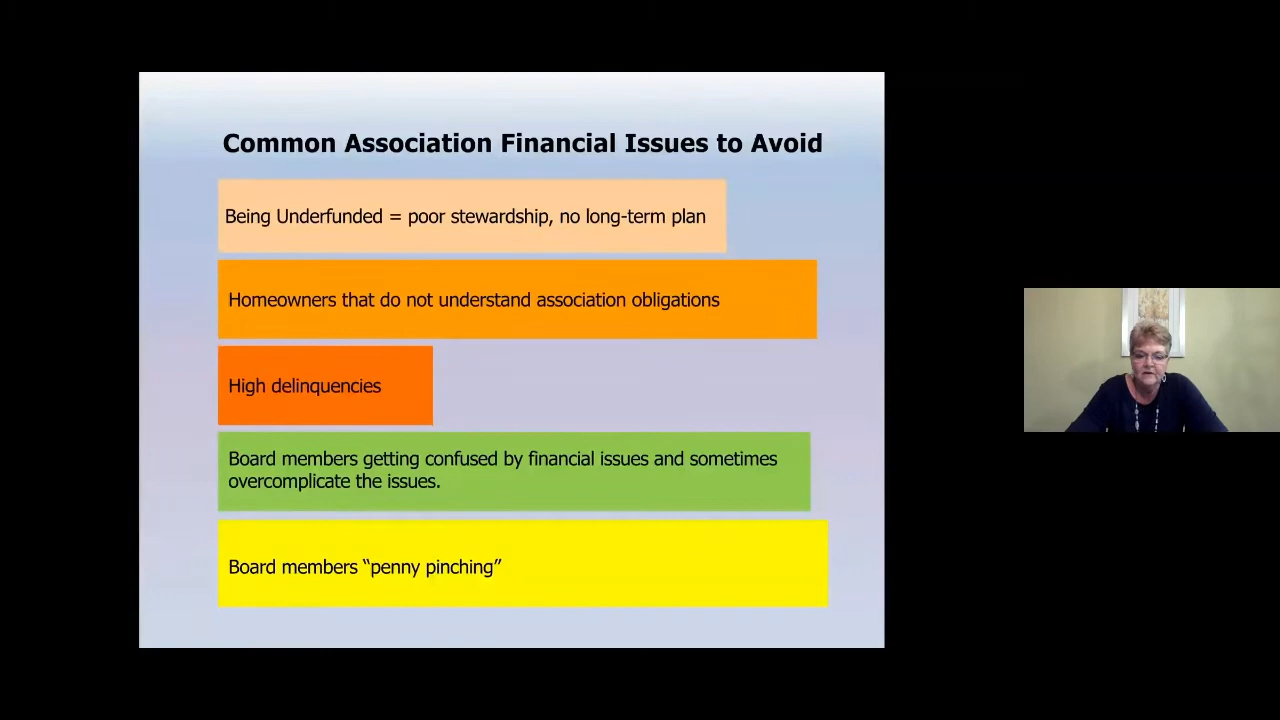 Common Association Financial Issues to Avoid
Being Underfunded = poor stewardship, no long-term plan
Homeowners that do not understand association obligations
High delinquencies
Board members getting confused by financial issues and sometimes
overcomplicate the issues.
Board members “penny pinching”